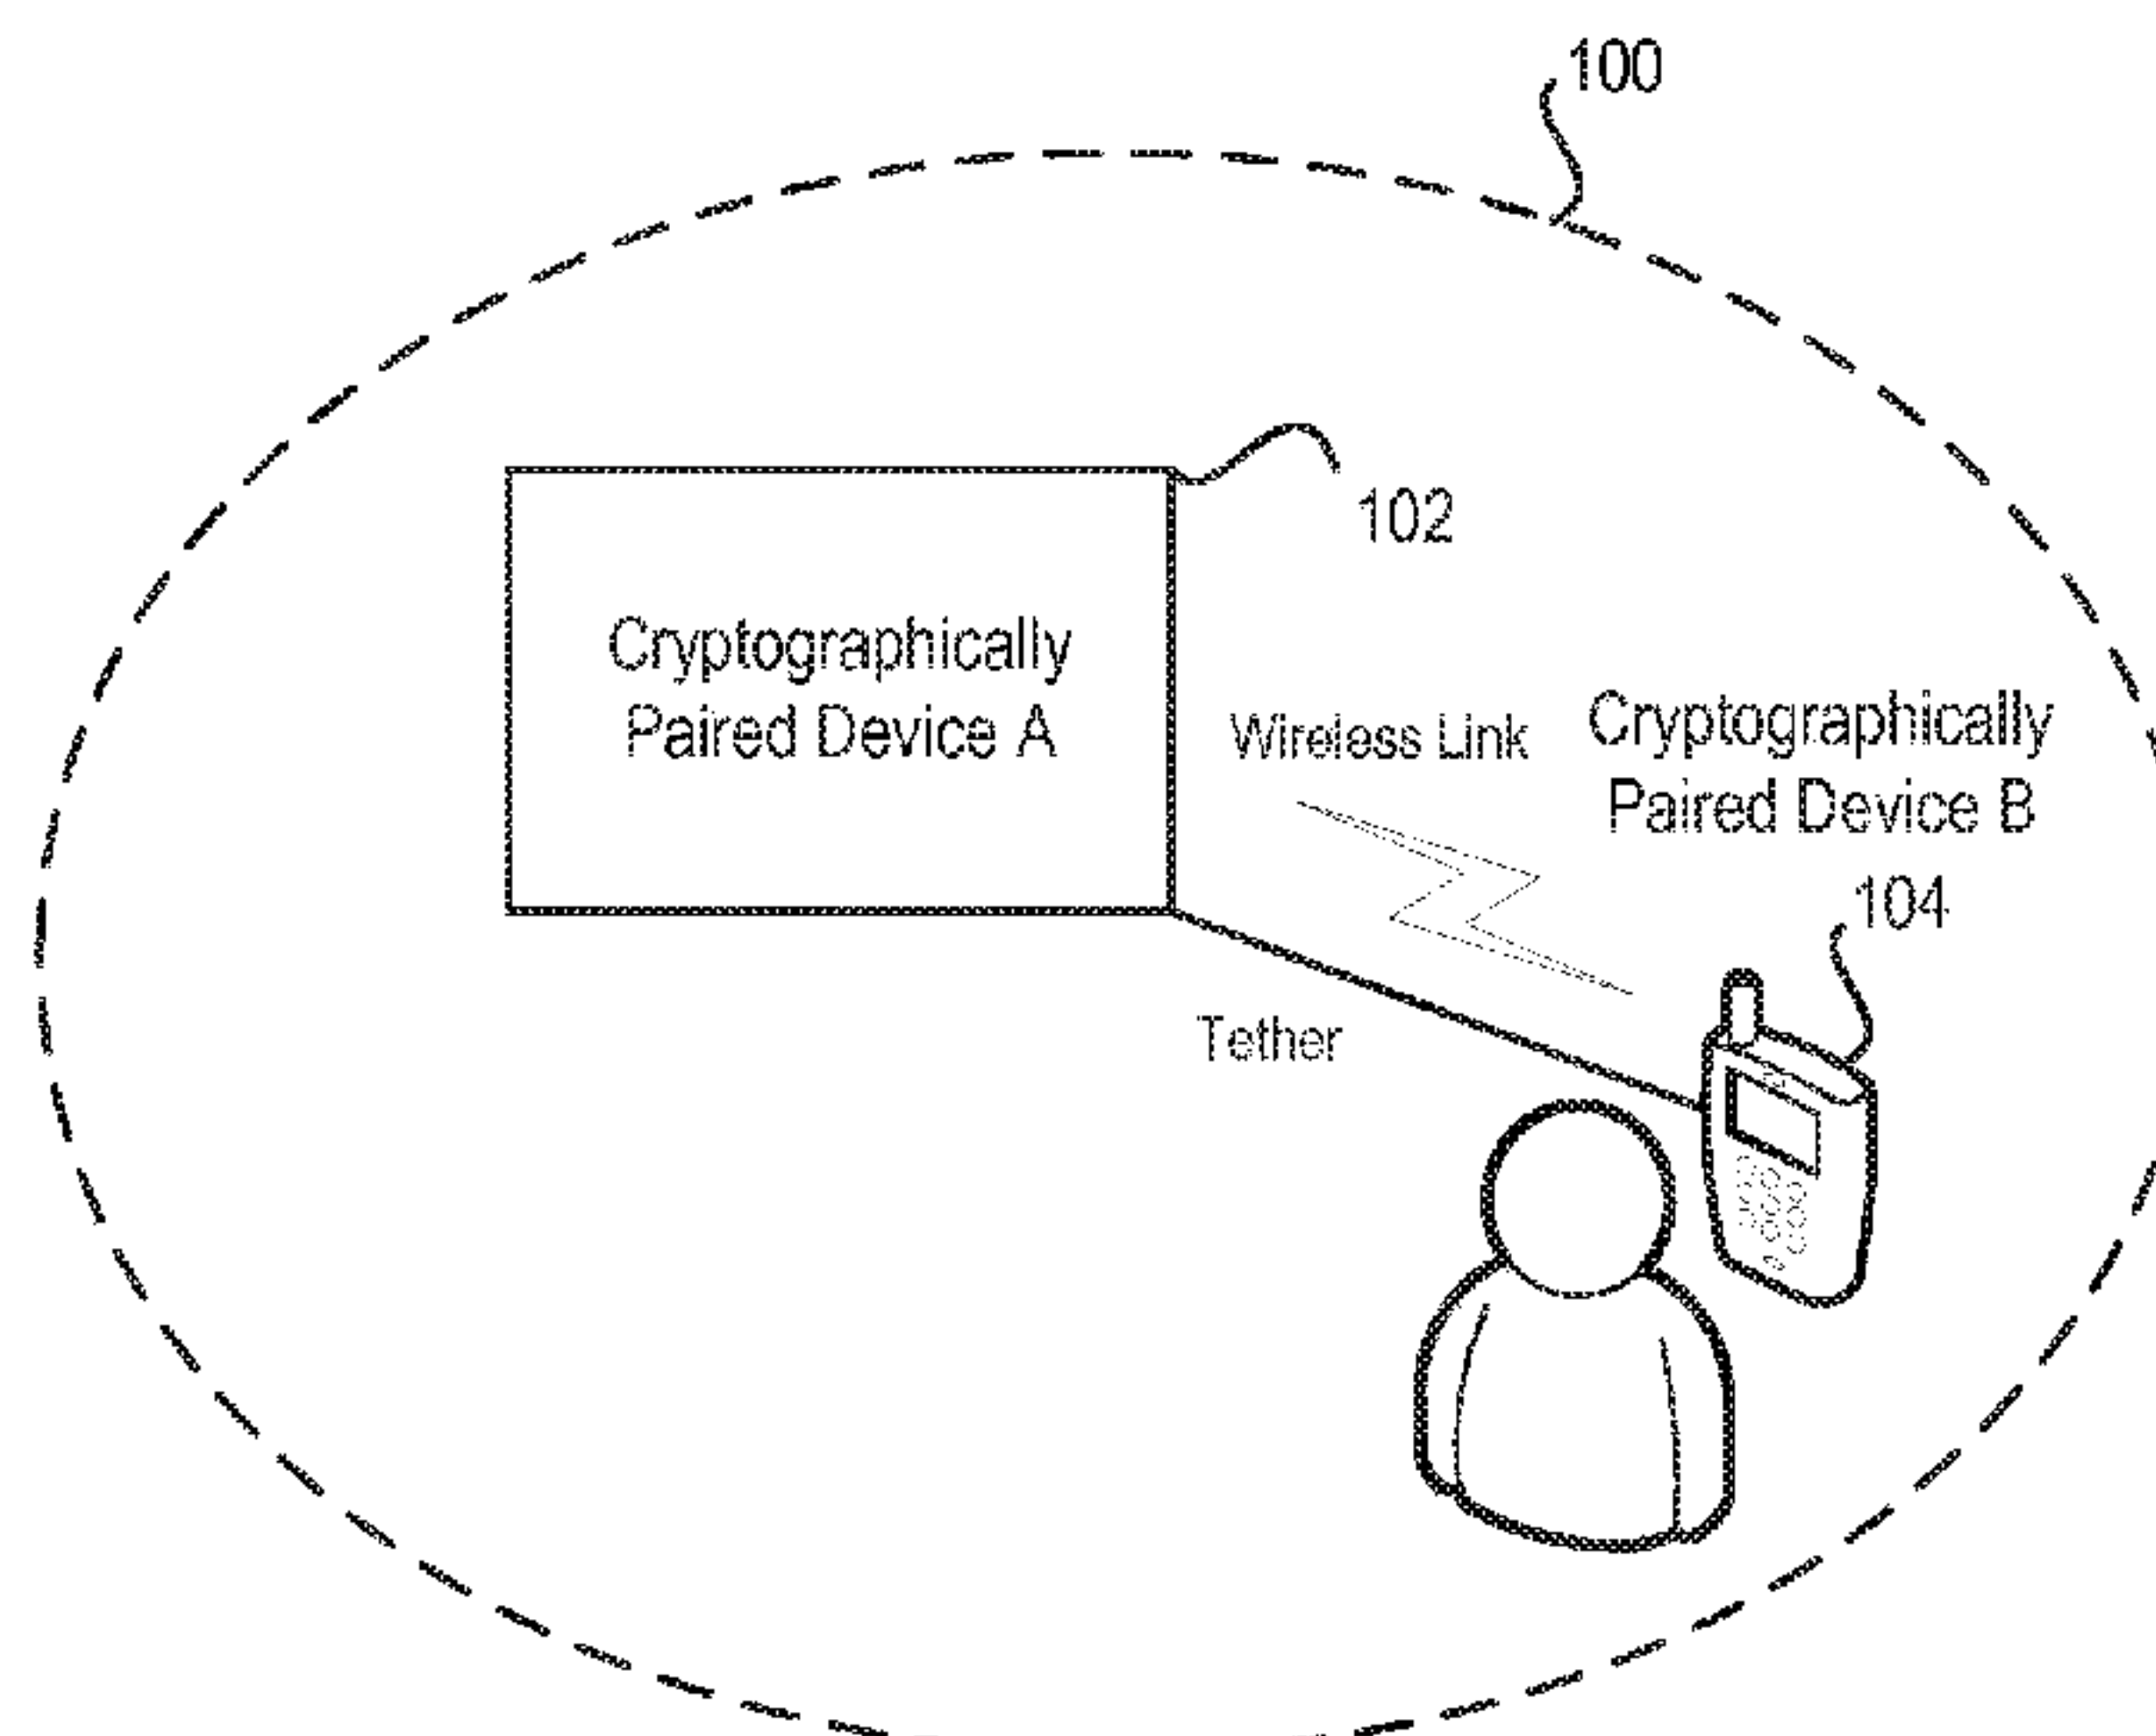 100
102
Cryptographically
Paired Device A
Wireless Link
Cryptographically
Paired Device B
104
Tether